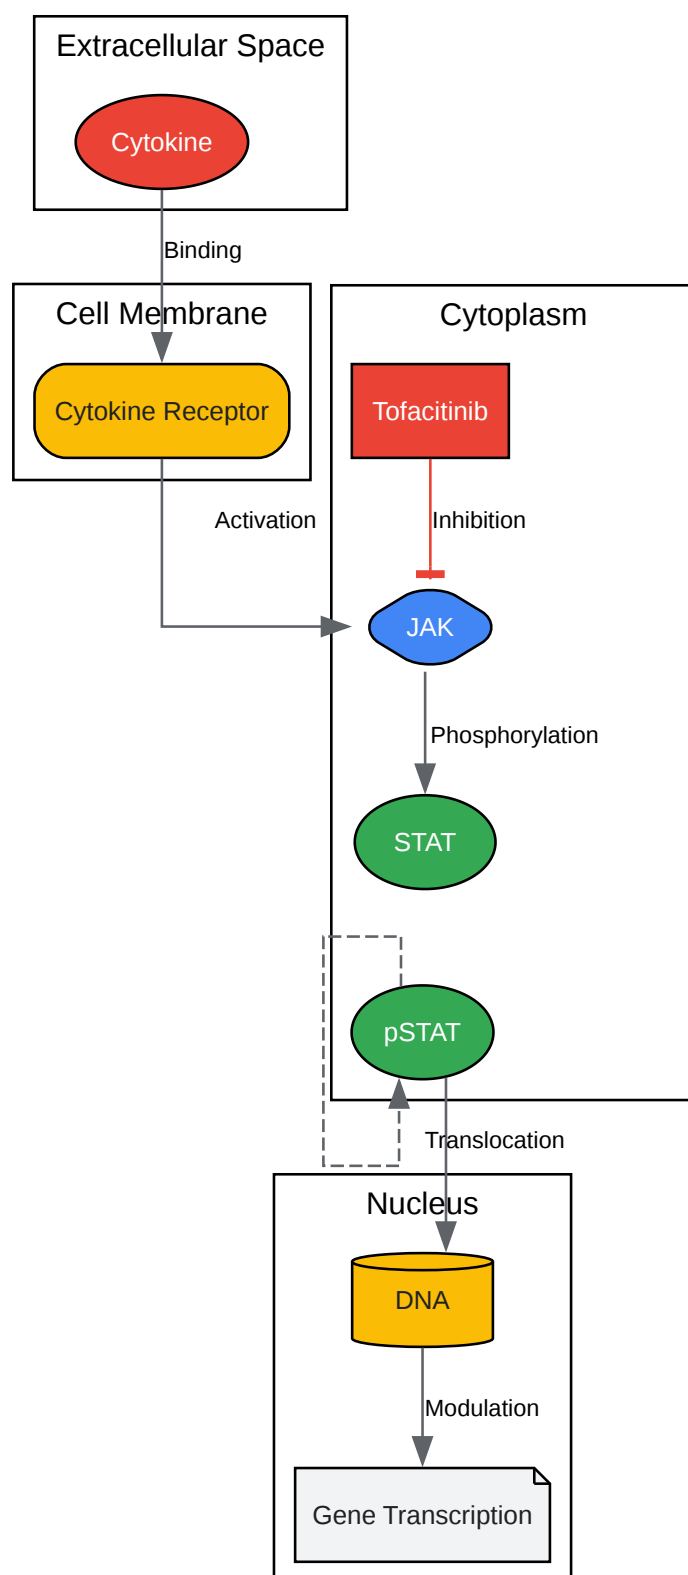 Extracellular Space
Cytokine
Binding
Cell Membrane
Cytoplasm
Cytokine Receptor
Tofacitinib
Activation
Inhibition
JAK
Phosphorylation
STAT
pSTAT
Translocation
Nucleus
DNA
Modulation
Gene Transcription